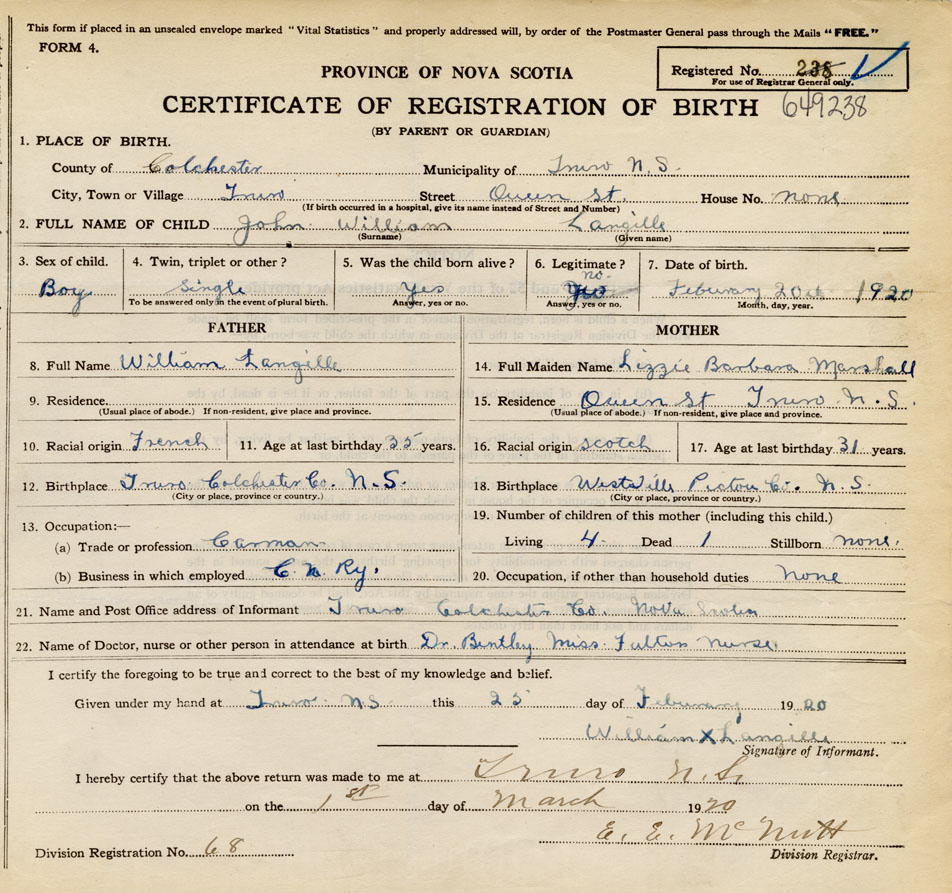 This form if placed in an unsealed envelope marked "Vital Statistics" and properly addressed will, by order of the Postmaster General pass through the Mails "FREE."
FORM 4.
Registered No. 238
For use of Registrar General only.
PROVINCE OF NOVA SCOTIA
CERTIFICATE OF REGISTRATION OF BIRTH 649238
(BY PARENT OR GUARDIAN)
1. PLACE OF BIRTH.
County of Colchester Municipality of Truro N.S.
City, Town or Village Truro Street Queen St. House No. none
(If birth occurred in a hospital, give its name instead of Street and Number)
2. FULL NAME OF CHILD John William Langille
(Surname) (Given name)
3. Sex of child. 4. Twin, triplet or other? 5. Was the child born alive? 6. Legitimate? 7. Date of birth.
no.
Boy Single Yes Feburary 20th 1920
To be answered only in the event of plural birth. Answer, yes or no. Answer, yes or no. Month, day, year.
FATHER MOTHER
8. Full Name William Langille 14. Full Maiden Name Lizzie Barbara Marshall
9. Residence. 15. Residence Queen St Truro N.S.
(Usual place of abode.) If non-resident, give place and province. (Usual place of abode.) If non-resident, give place and province.
10. Racial origin French 11. Age at last birthday 35 years. 16. Racial origin Scotch 17. Age at last birthday 31 years.
12. Birthplace Truro Colchester Co. N.S. 18. Birthplace Westville Pictou Co. N.S.
(City or place, province or country.) (City or place, province or country.)
13. Occupation:— 19. Number of children of this mother (including this child.)
(a) Trade or profession Carman Living 4 Dead 1 Stillborn none.
(b) Business in which employed C. N. Ry. 20. Occupation, if other than household duties None
21. Name and Post Office address of Informant Truro Colchester Co. Nova Scotia
22. Name of Doctor, nurse or other person in attendance at birth Dr. Bentley Miss. Fulton Nurse
I certify the foregoing to be true and correct to the best of my knowledge and belief.
Given under my hand at Truro N.S this 25 day of Feburary 1920
William X Langille
Signature of Informant.
I hereby certify that the above return was made to me at Truro N.S.
on the 1st day of March 1920
E. E. McNutt
Division Registration No. 68 Division Registrar.